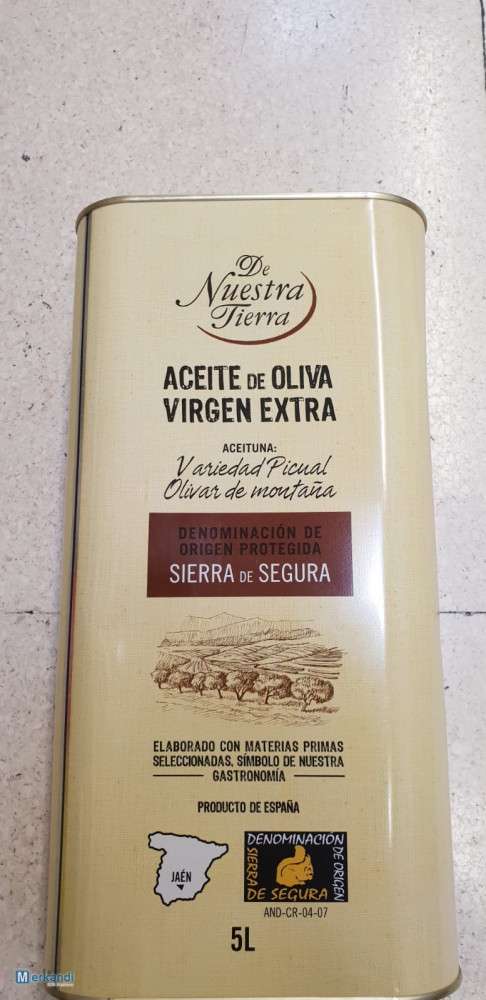 De
Nuestra
Tierra
ACEITE DE OLIVA
VIRGEN EXTRA
ACEITUNA:
Variedad Picual
Olivar de montaña
DENOMINACIÓN DE
ORIGEN PROTEGIDA
SIERRA DE SEGURA
ELABORADO CON MATERIAS PRIMAS
SELECCIONADAS, SÍMBOLO DE NUESTRA
GASTRONOMÍA
PRODUCTO DE ESPAÑA
JAÉN
DENOMINACIÓN
DE ORIGEN
SIERRA
DE SEGURA
AND-CR-04-07
5L
Merkandi